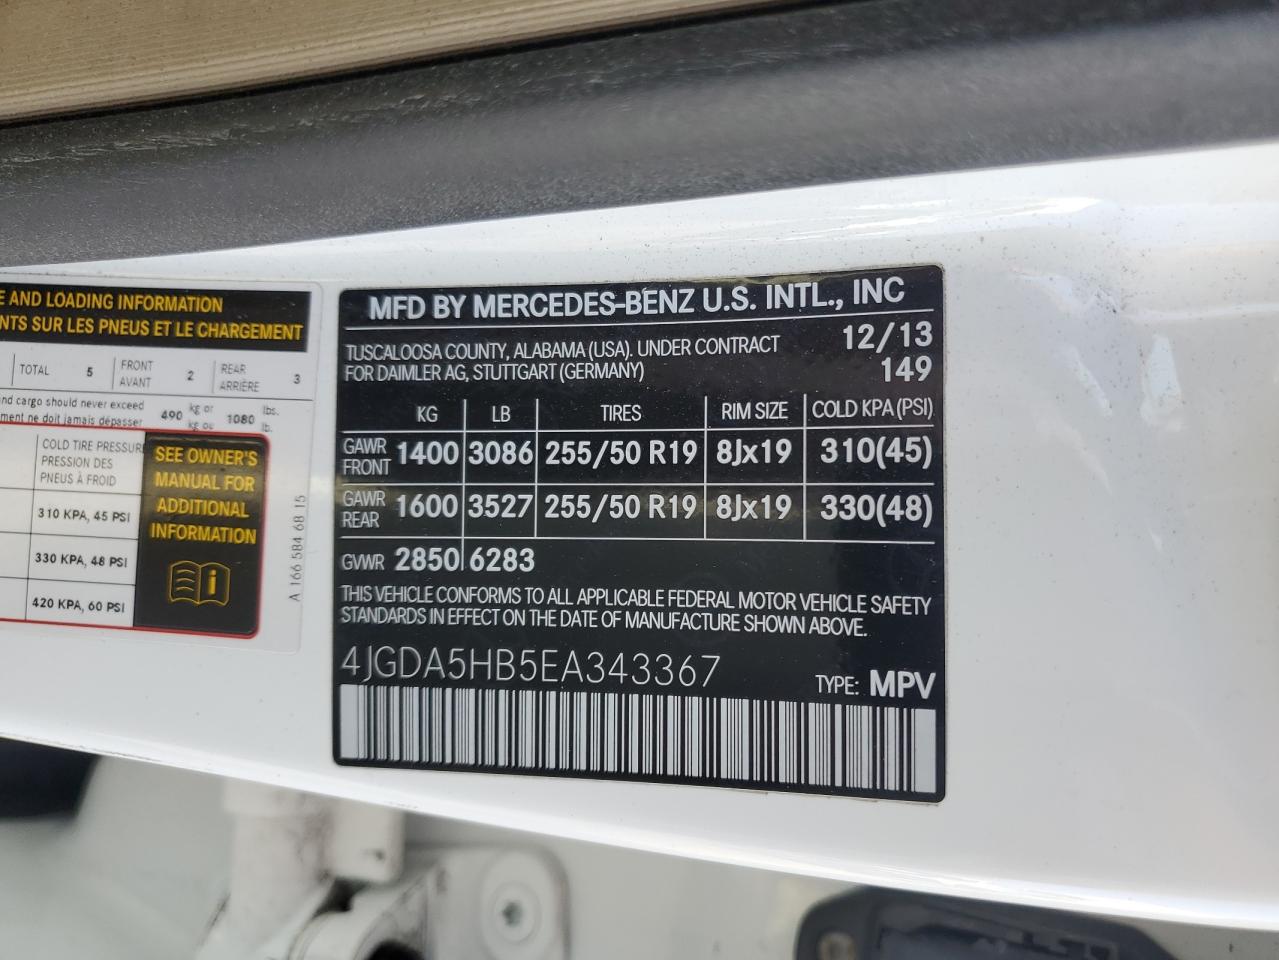 E AND LOADING INFORMATION
NTS SUR LES PNEUS ET LE CHARGEMENT
TOTAL 5 FRONT AVANT 2 REAR ARRIÈRE 3
and cargo should never exceed
ment ne doit jamais dépasser
490 kg or kg ou 1080 lbs. lb.
COLD TIRE PRESSURE
PRESSION DES
PNEUS À FROID
310 KPA, 45 PSI
330 KPA, 48 PSI
420 KPA, 60 PSI
SEE OWNER'S
MANUAL FOR
ADDITIONAL
INFORMATION
i
A 166 584 68 15
MFD BY MERCEDES-BENZ U.S. INTL., INC
TUSCALOOSA COUNTY, ALABAMA (USA). UNDER CONTRACT 12/13
FOR DAIMLER AG, STUTTGART (GERMANY) 149
KG LB TIRES RIM SIZE COLD KPA (PSI)
GAWR FRONT 1400 3086 255/50 R19 8Jx19 310(45)
GAWR REAR 1600 3527 255/50 R19 8Jx19 330(48)
GVWR 2850 6283
THIS VEHICLE CONFORMS TO ALL APPLICABLE FEDERAL MOTOR VEHICLE SAFETY
STANDARDS IN EFFECT ON THE DATE OF MANUFACTURE SHOWN ABOVE.
4JGDA5HB5EA343367 TYPE: MPV